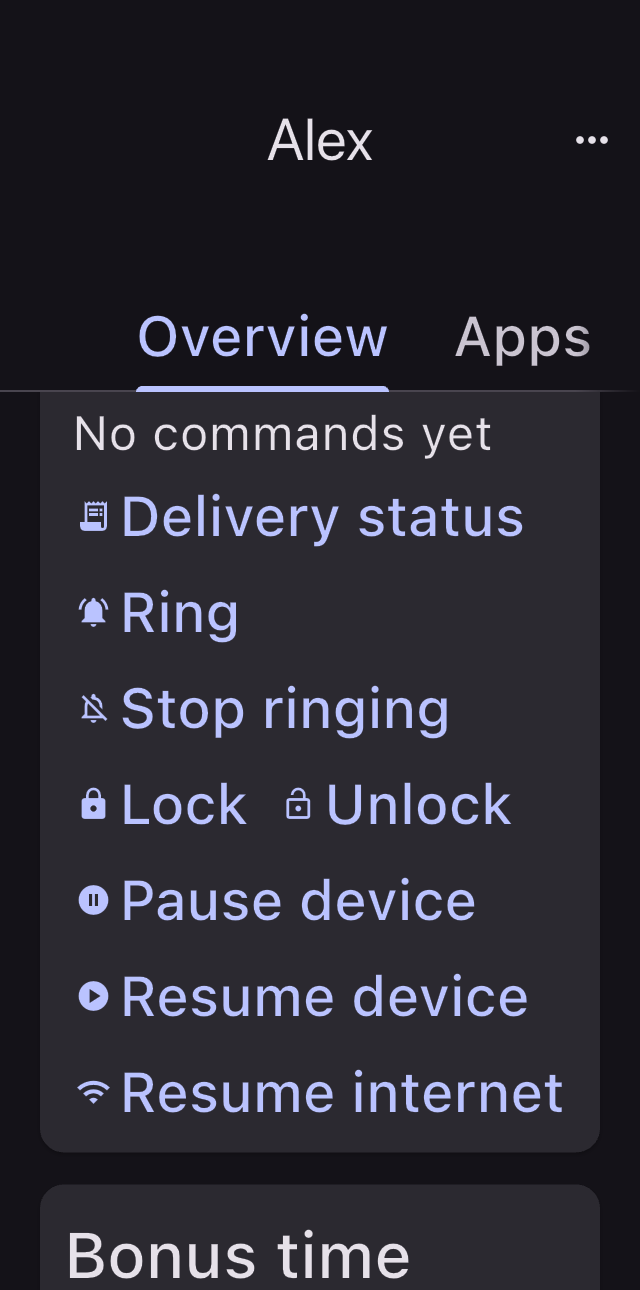 Alex
Overview Apps
No commands yet
Delivery status
Ring
Stop ringing
Lock Unlock
Pause device
Resume device
Resume internet
Bonus time